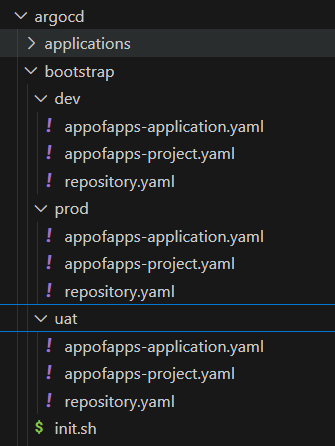 argocd
applications
bootstrap
dev
! appofapps-application.yaml
! appofapps-project.yaml
! repository.yaml
prod
! appofapps-application.yaml
! appofapps-project.yaml
! repository.yaml
uat
! appofapps-application.yaml
! appofapps-project.yaml
! repository.yaml
$ init.sh